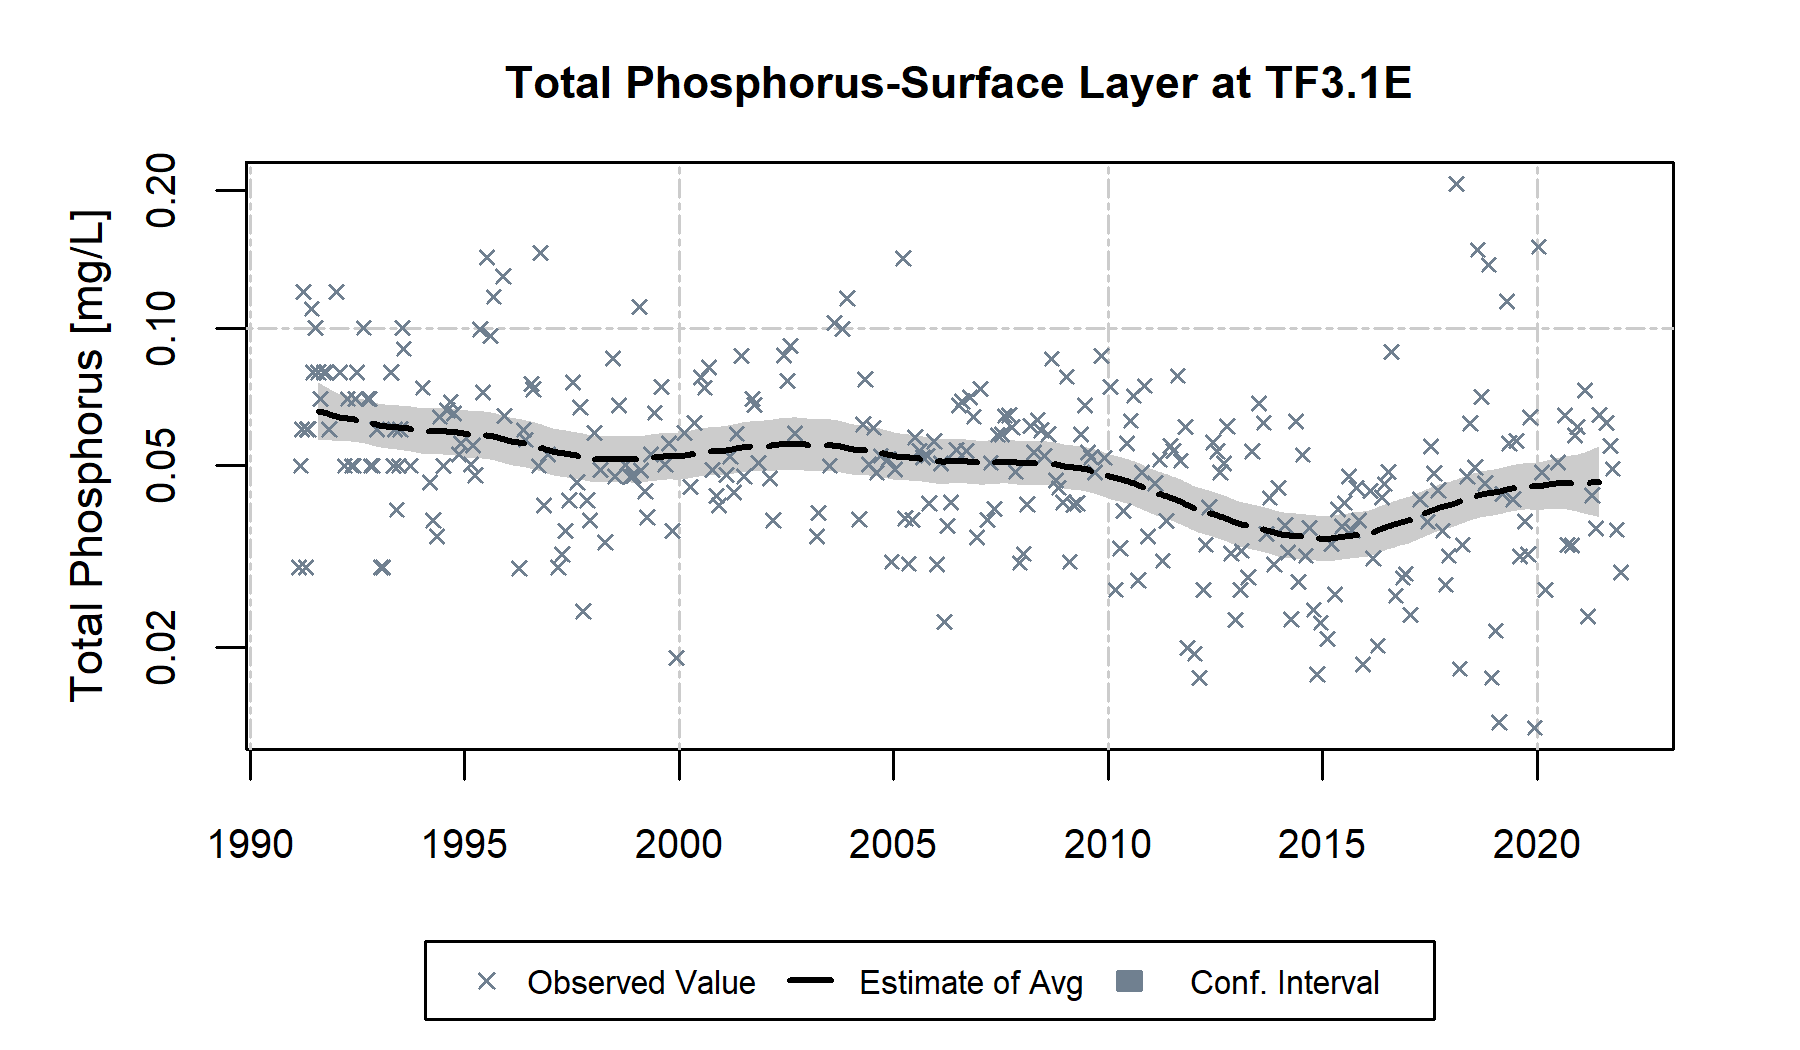 Total Phosphorus-Surface Layer at TF3.1E
Total Phosphorus [mg/L]
0.20
0.10
0.05
0.02
1990 1995 2000 2005 2010 2015 2020
Observed Value Estimate of Avg Conf. Interval